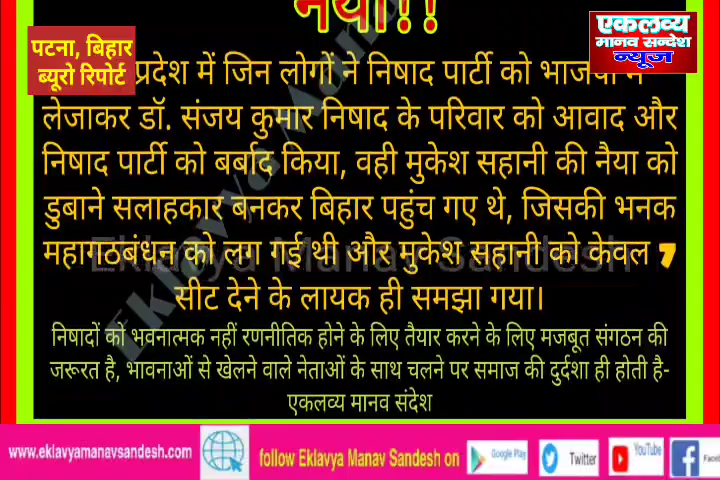 नैया!!
पटना, बिहार
ब्यूरो रिपोर्ट
एकलव्य
मानव सन्देश
न्यूज
प्रदेश में जिन लोगों ने निषाद पार्टी को भाजपा में
लेजाकर डॉ. संजय कुमार निषाद के परिवार को आवाद और
निषाद पार्टी को बर्बाद किया, वही मुकेश सहानी की नैया को
डुबाने सलाहकार बनकर बिहार पहुंच गए थे, जिसकी भनक
महागठबंधन को लग गई थी और मुकेश सहानी को केवल 7
सीट देने के लायक ही समझा गया।
Eklavya Manav Sandesh
निषादों को भवनात्मक नहीं रणनीतिक होने के लिए तैयार करने के लिए मजबूत संगठन की
जरूरत है, भावनाओं से खेलने वाले नेताओं के साथ चलने पर समाज की दुर्दशा ही होती है-
एकलव्य मानव संदेश
www.eklavyamanavsandesh.com
follow Eklavya Manav Sandesh on
Google Play
Twitter
YouTube